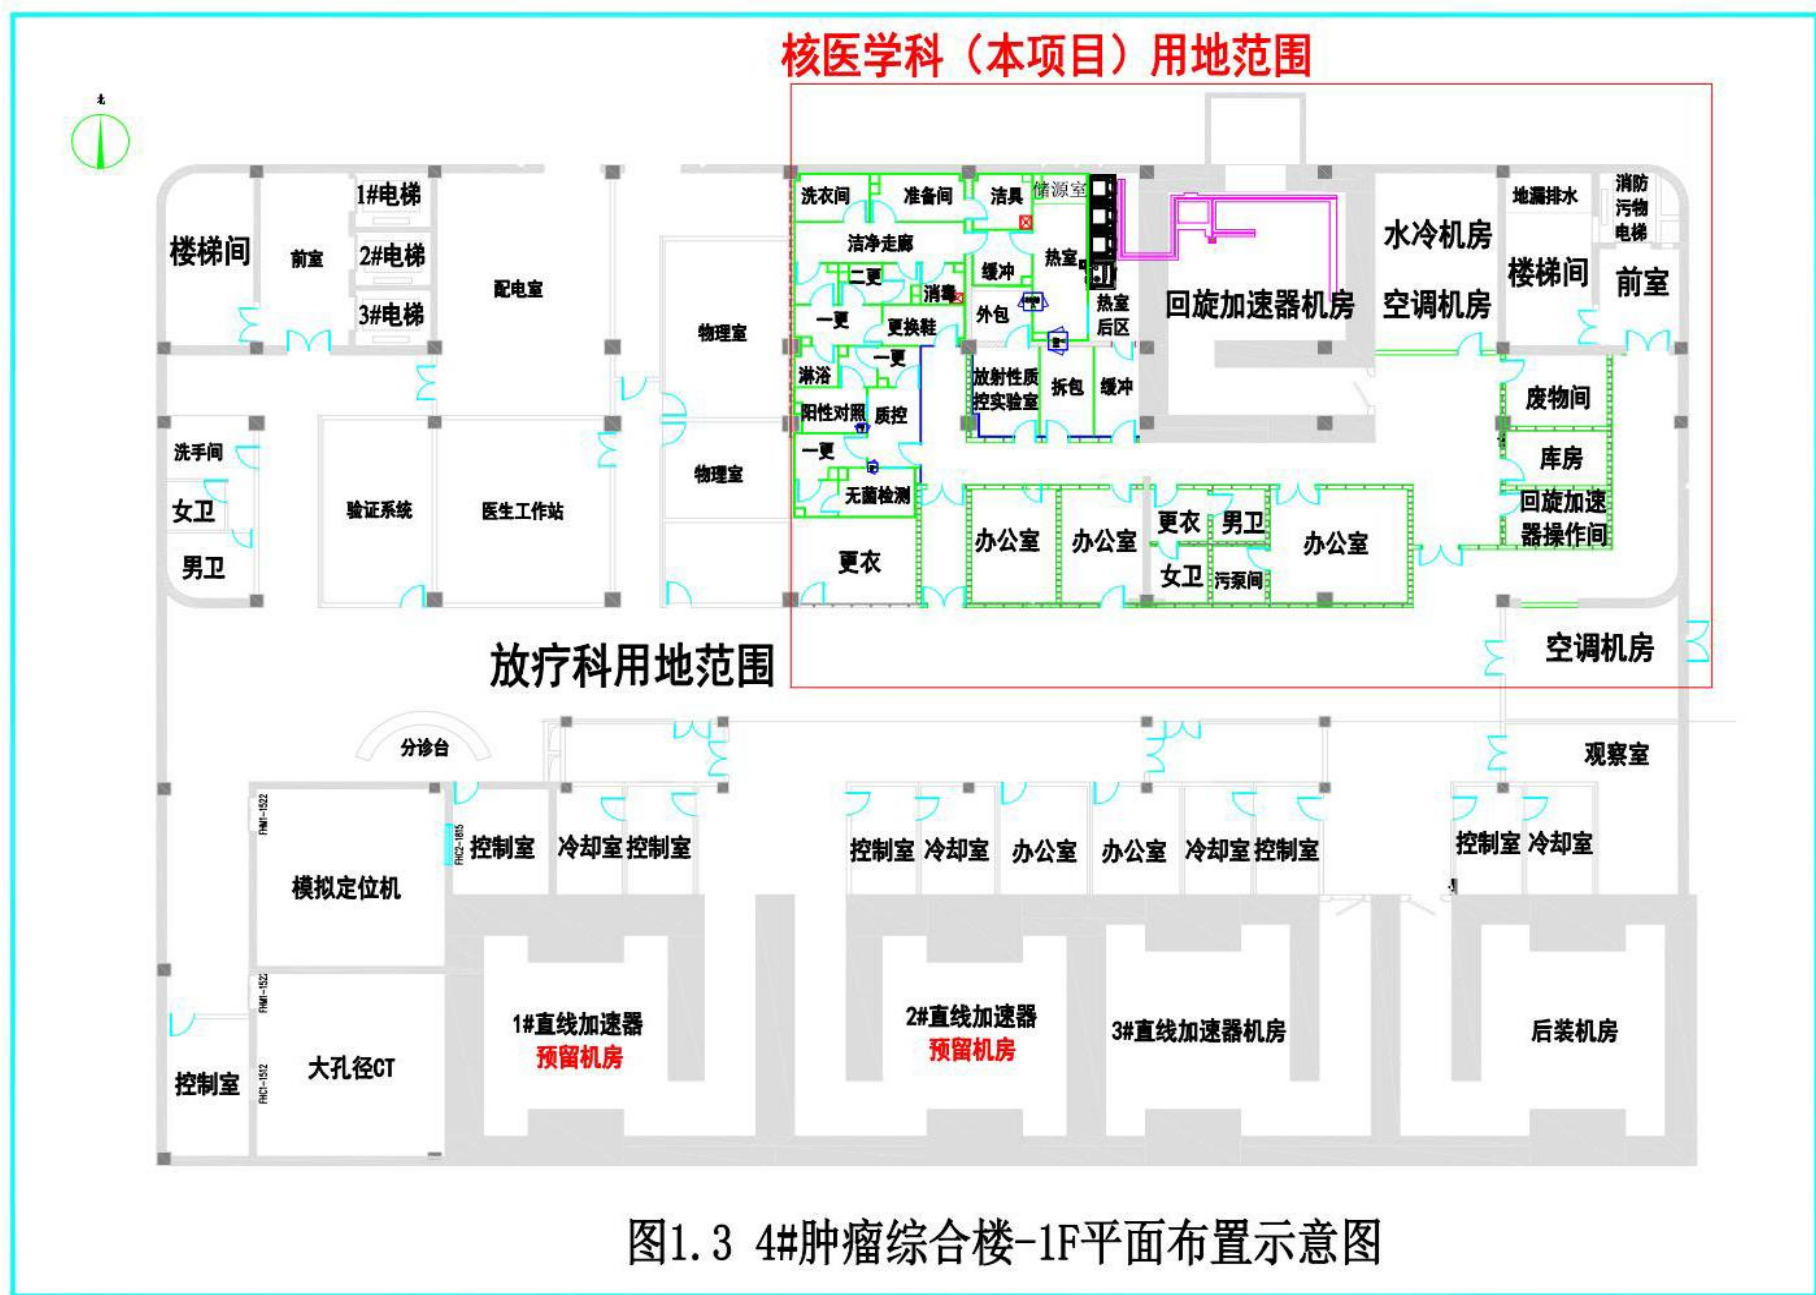 核医学科（本项目）用地范围
北
1#电梯
2#电梯
3#电梯
楼梯间
前室
配电室
物理室
物理室
洗衣间
准备间
洁具
储源室
洁净走廊
二更
消毒
缓冲
热室
一更
更换鞋
外包
热室
后区
一更
淋浴
阳性对照
质控
放射性质
控实验室
拆包
缓冲
一更
无菌检测
回旋加速器机房
水冷机房
空调机房
地漏排水
楼梯间
消防
污物
电梯
前室
废物间
库房
回旋加速
器操作间
洗手间
女卫
男卫
验证系统
医生工作站
更衣
办公室
办公室
更衣
男卫
女卫
污泵间
办公室
放疗科用地范围
空调机房
分诊台
观察室
FHM1-1522
FHC2-1815
控制室
冷却室
控制室
控制室
冷却室
办公室
办公室
冷却室
控制室
控制室
冷却室
模拟定位机
FHM1-1522
FHC1-1512
控制室
大孔径CT
1#直线加速器
预留机房
2#直线加速器
预留机房
3#直线加速器机房
后装机房
图1.3 4#肿瘤综合楼-1F平面布置示意图